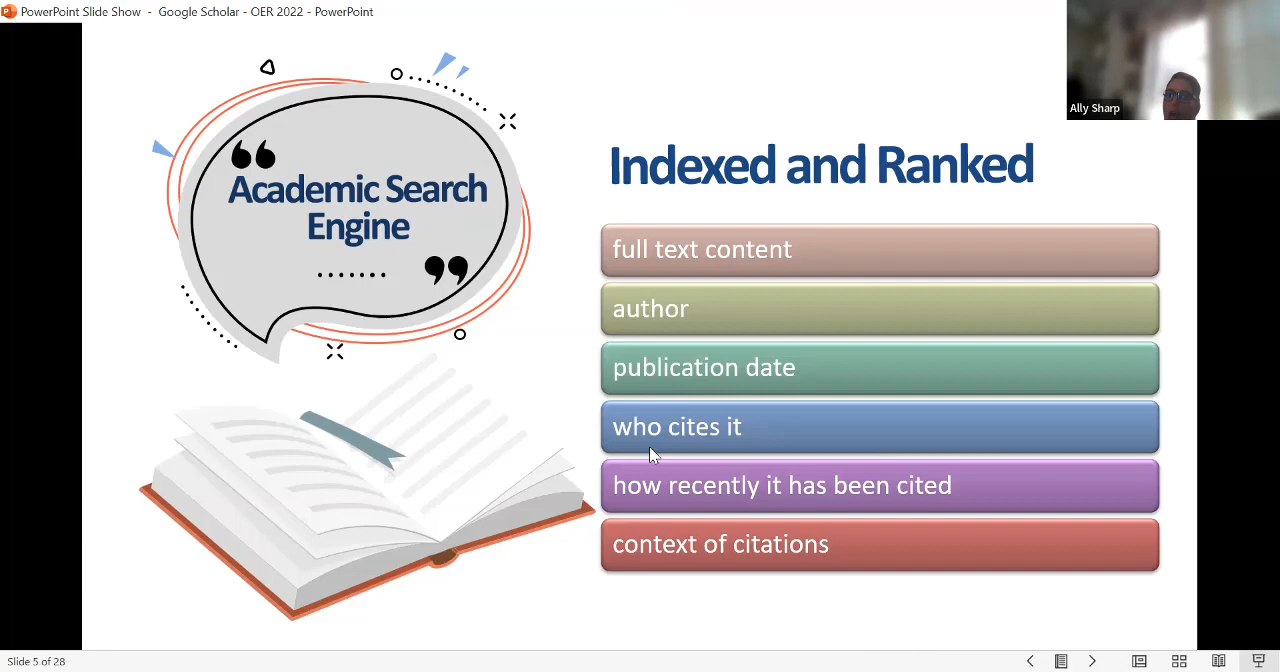 PowerPoint Slide Show - Google Scholar - OER 2022 - PowerPoint
Ally Sharp
“
Academic Search
Engine
”
Indexed and Ranked
full text content
author
publication date
who cites it
how recently it has been cited
context of citations
Slide 5 of 28